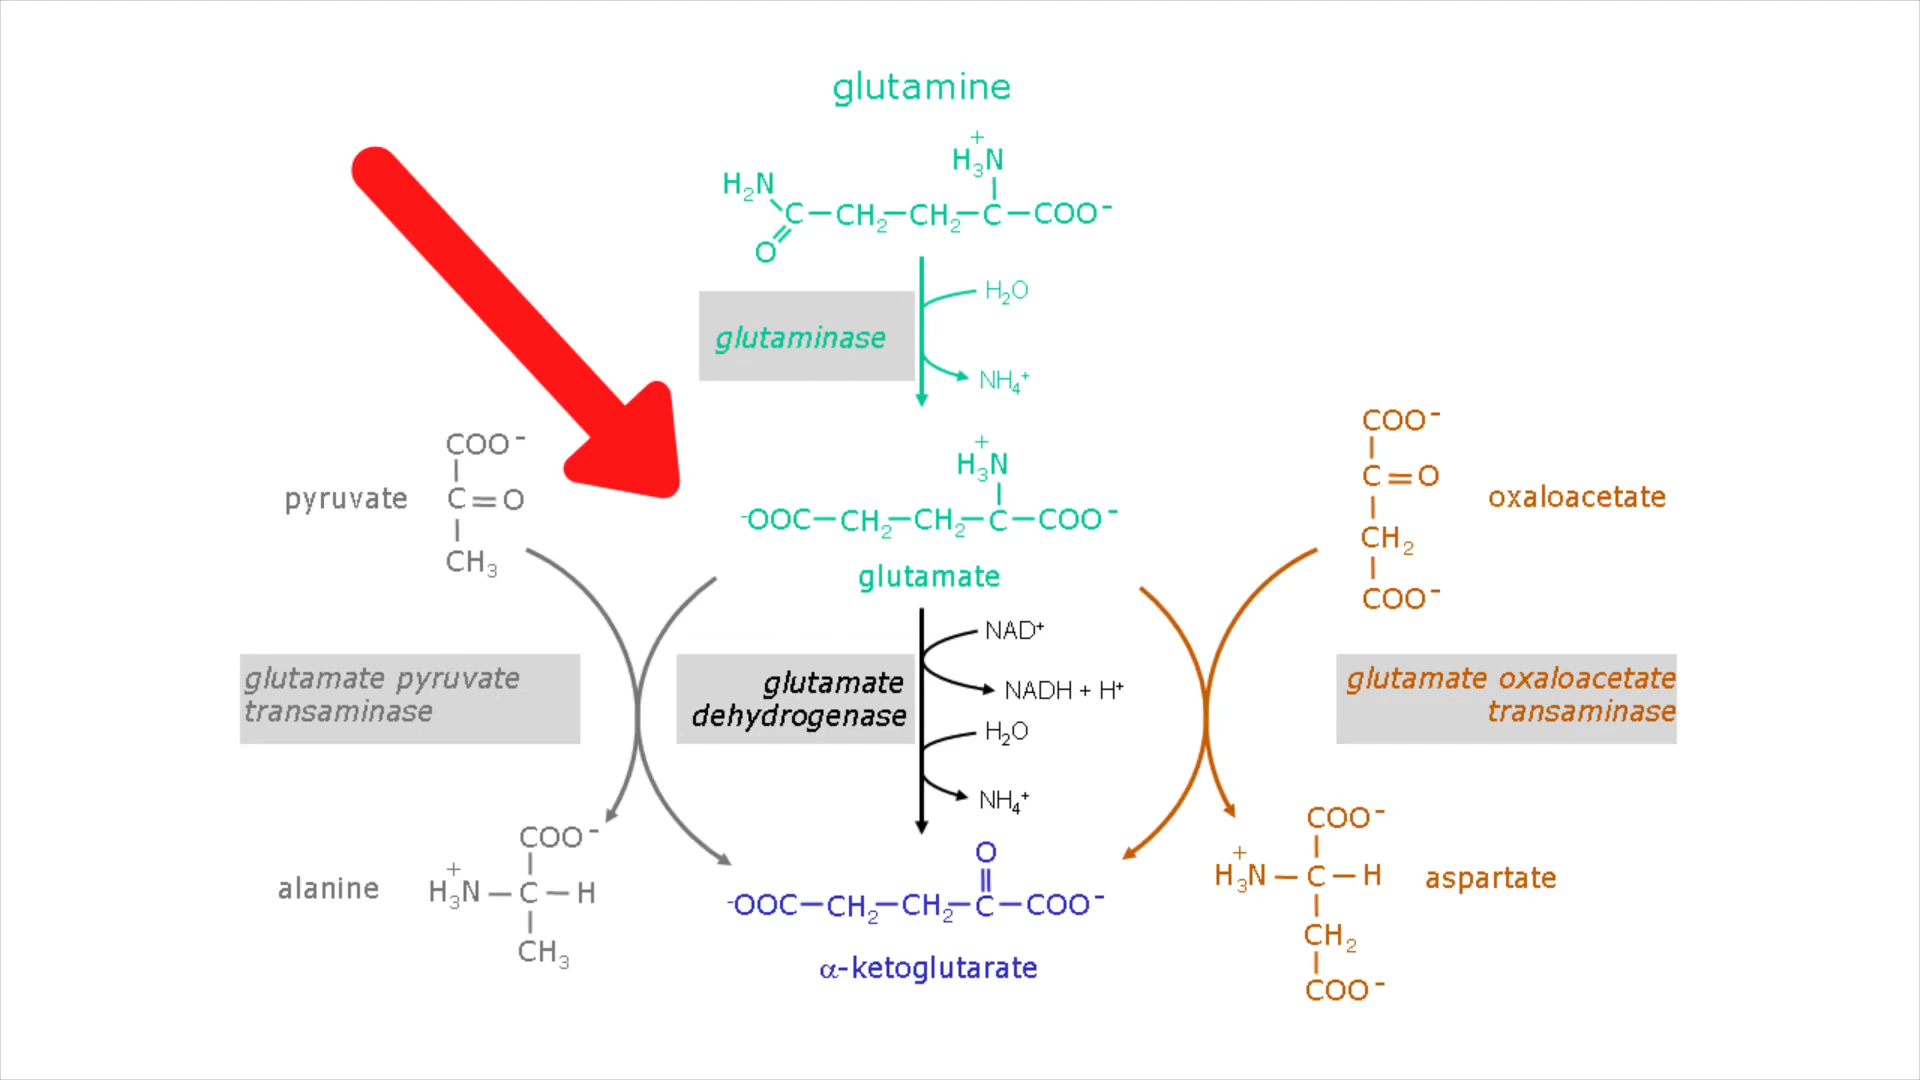 glutamine
+
H₃N
H₂N
C—CH₂—CH₂—C—COO⁻
O
H₂O
glutaminase
NH₄⁺
COO⁻
pyruvate C=O
CH₃
+
H₃N
⁻OOC—CH₂—CH₂—C—COO⁻
glutamate
COO⁻
C=O oxaloacetate
CH₂
COO⁻
NAD⁺
glutamate pyruvate
transaminase
glutamate
dehydrogenase
NADH + H⁺
H₂O
NH₄⁺
glutamate oxaloacetate
transaminase
COO⁻
+
alanine H₃N—C—H
CH₃
O
⁻OOC—CH₂—CH₂—C—COO⁻
α-ketoglutarate
COO⁻
+
H₃N—C—H aspartate
CH₂
COO⁻